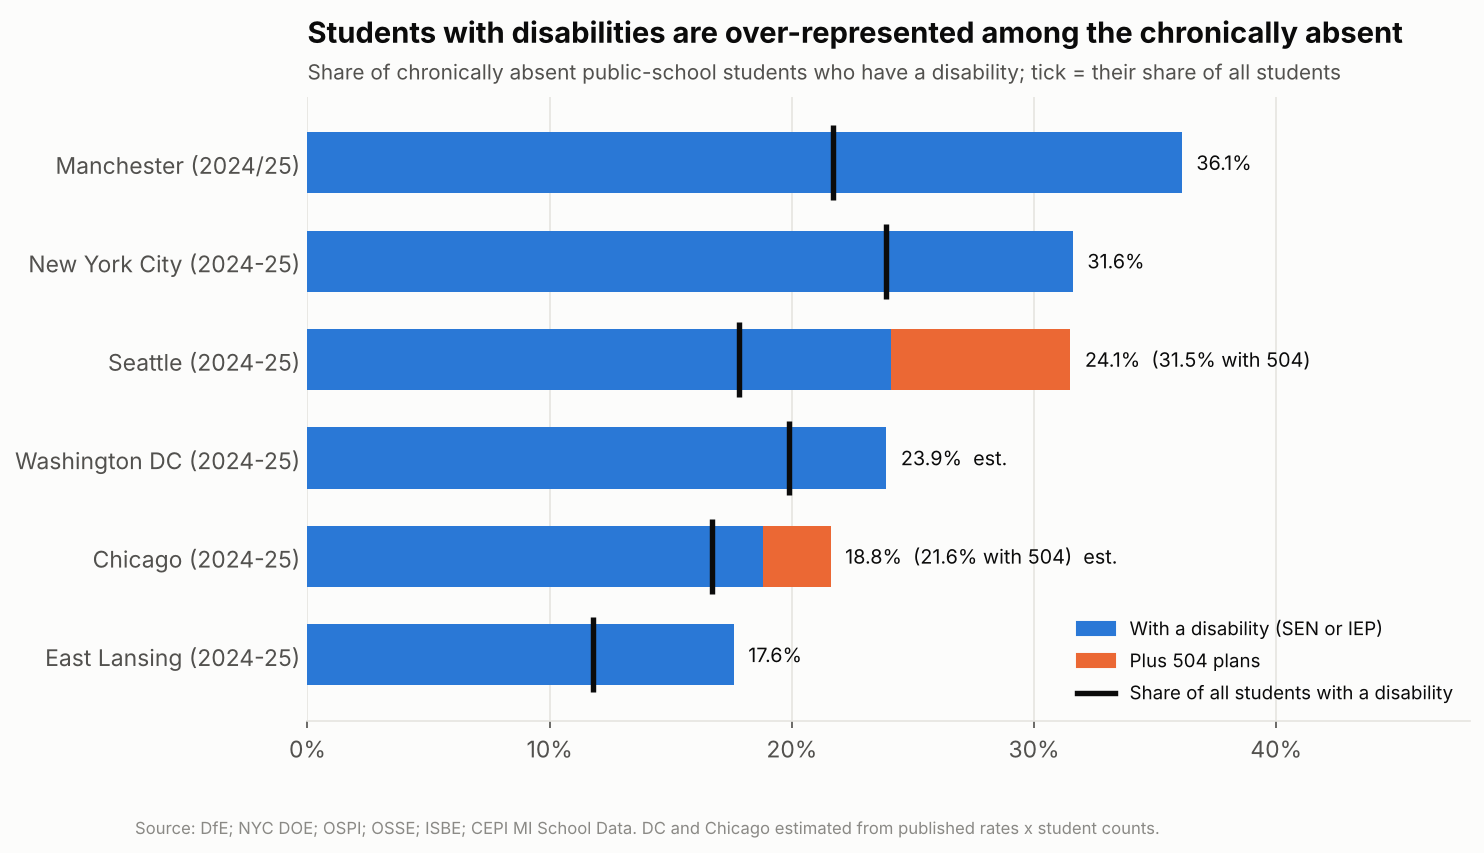 Students with disabilities are over-represented among the chronically absent
Share of chronically absent public-school students who have a disability; tick = their share of all students
Manchester (2024/25)
36.1%
New York City (2024-25)
31.6%
Seattle (2024-25)
24.1% (31.5% with 504)
Washington DC (2024-25)
23.9% est.
Chicago (2024-25)
18.8% (21.6% with 504) est.
East Lansing (2024-25)
17.6%
With a disability (SEN or IEP)
Plus 504 plans
Share of all students with a disability
0% 10% 20% 30% 40%
Source: DfE; NYC DOE; OSPI; OSSE; ISBE; CEPI MI School Data. DC and Chicago estimated from published rates x student counts.